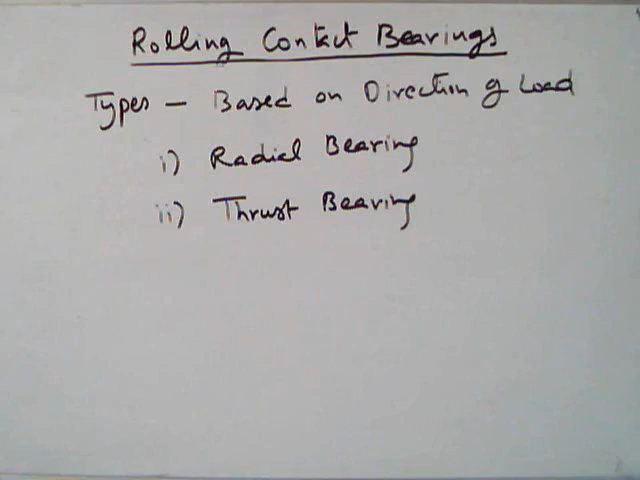 Rolling Contact Bearings
Types - Based on Direction of Load
i) Radial Bearing
ii) Thrust Bearing